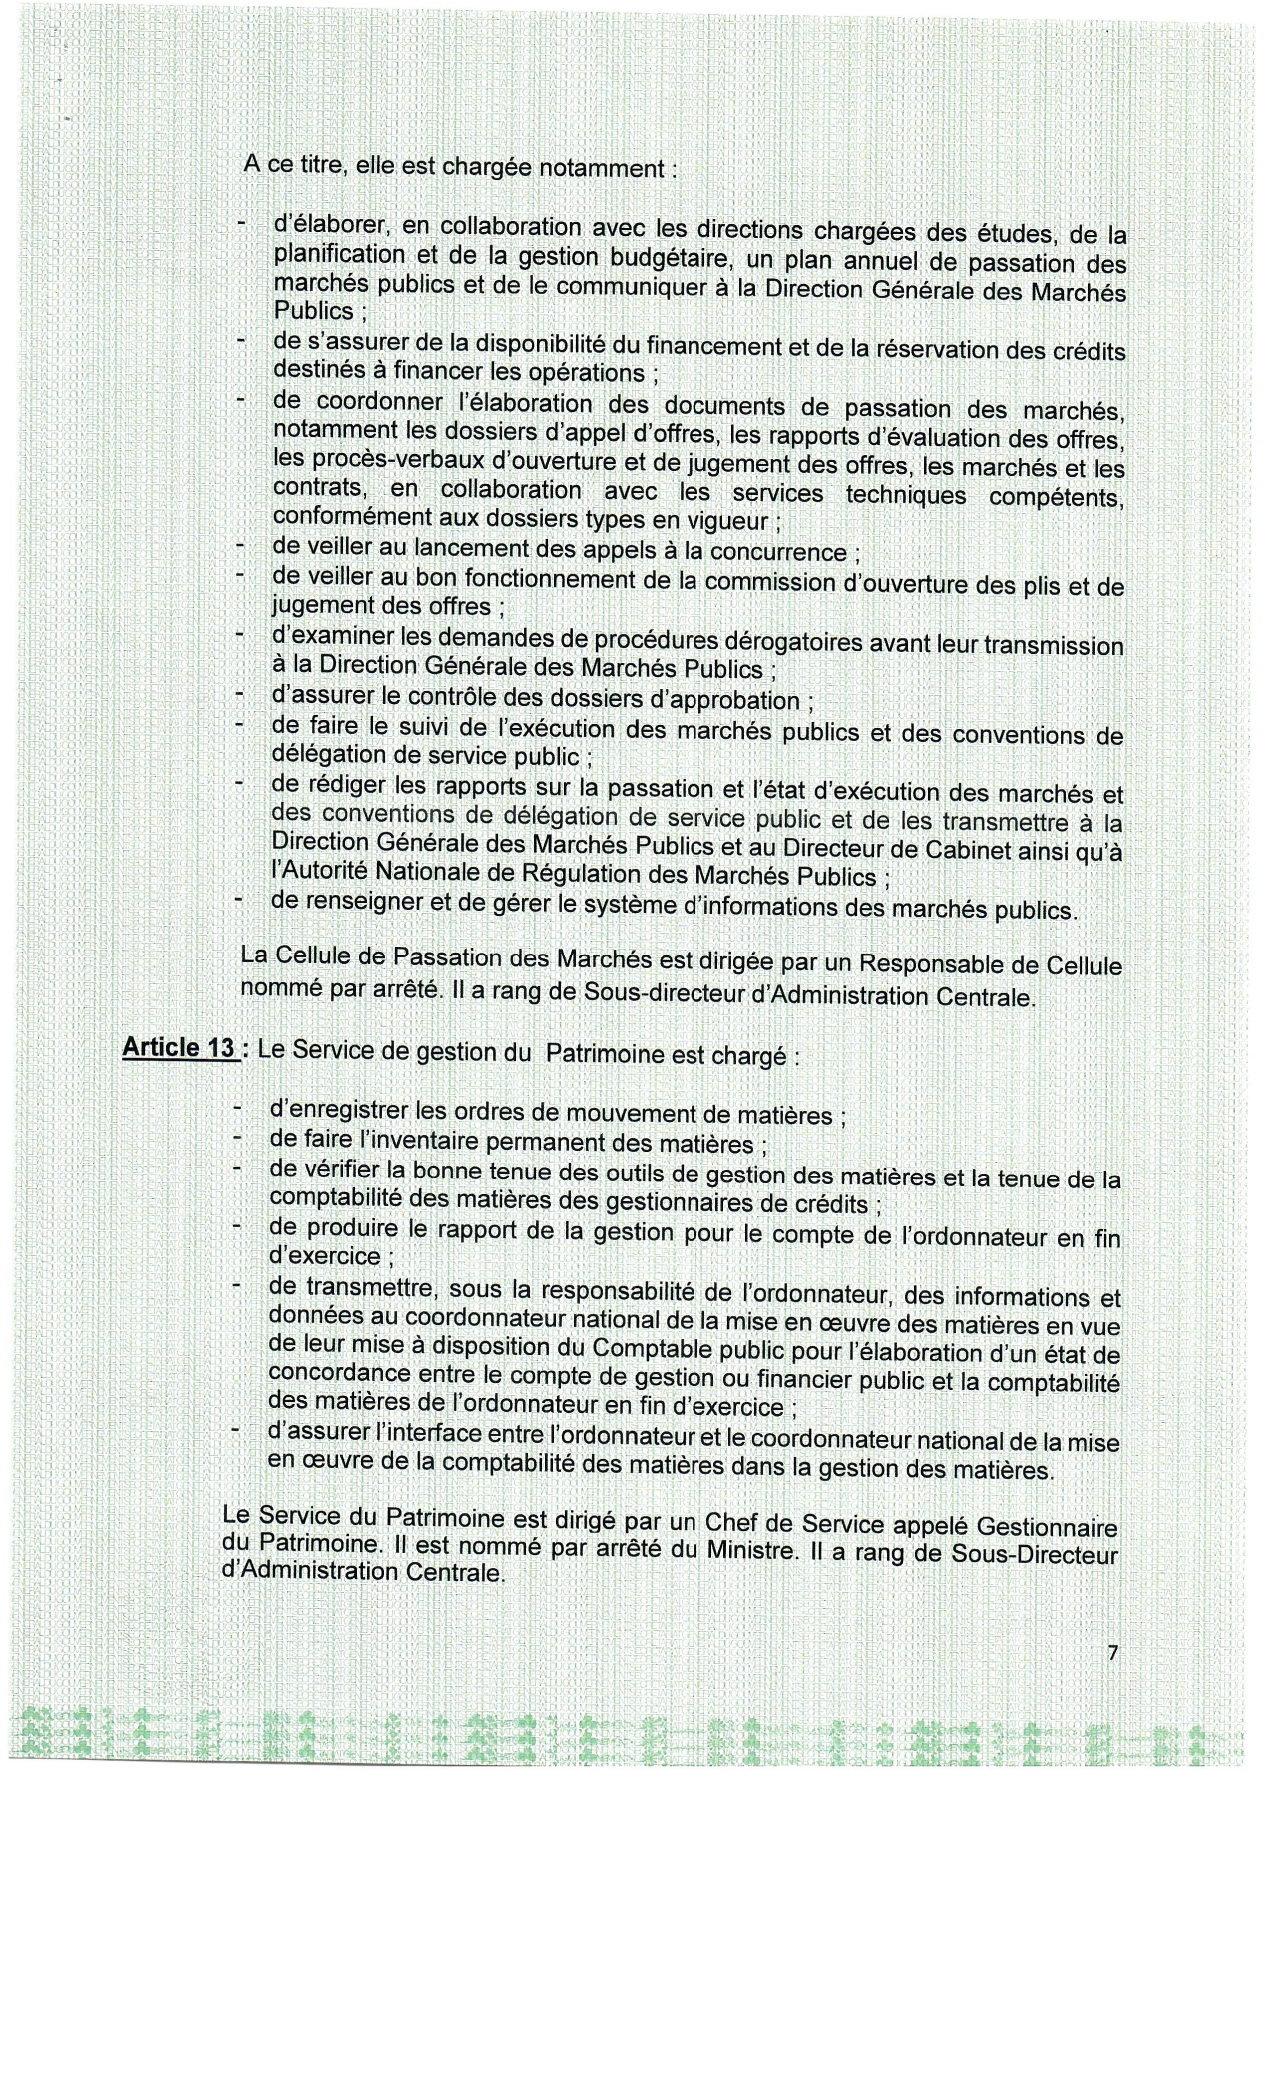 A ce titre, elle est chargée notamment :
- d'élaborer, en collaboration avec les directions chargées des études, de la
planification et de la gestion budgétaire, un plan annuel de passation des
marchés publics et de le communiquer à la Direction Générale des Marchés
Publics ;
- de s'assurer de la disponibilité du financement et de la réservation des crédits
destinés à financer les opérations ;
- de coordonner l'élaboration des documents de passation des marchés,
notamment les dossiers d'appel d'offres, les rapports d'évaluation des offres,
les procès-verbaux d'ouverture et de jugement des offres, les marchés et les
contrats, en collaboration avec les services techniques compétents,
conformément aux dossiers types en vigueur ;
- de veiller au lancement des appels à la concurrence ;
- de veiller au bon fonctionnement de la commission d'ouverture des plis et de
jugement des offres ;
- d'examiner les demandes de procédures dérogatoires avant leur transmission
à la Direction Générale des Marchés Publics ;
- d'assurer le contrôle des dossiers d'approbation ;
- de faire le suivi de l'exécution des marchés publics et des conventions de
délégation de service public ;
- de rédiger les rapports sur la passation et l'état d'exécution des marchés et
des conventions de délégation de service public et de les transmettre à la
Direction Générale des Marchés Publics et au Directeur de Cabinet ainsi qu'à
l'Autorité Nationale de Régulation des Marchés Publics ;
- de renseigner et de gérer le système d'informations des marchés publics.
La Cellule de Passation des Marchés est dirigée par un Responsable de Cellule
nommé par arrêté. Il a rang de Sous-directeur d'Administration Centrale.
Article 13 : Le Service de gestion du Patrimoine est chargé :
- d'enregistrer les ordres de mouvement de matières ;
- de faire l'inventaire permanent des matières ;
- de vérifier la bonne tenue des outils de gestion des matières et la tenue de la
comptabilité des matières des gestionnaires de crédits ;
- de produire le rapport de la gestion pour le compte de l'ordonnateur en fin
d'exercice ;
- de transmettre, sous la responsabilité de l'ordonnateur, des informations et
données au coordonnateur national de la mise en œuvre des matières en vue
de leur mise à disposition du Comptable public pour l'élaboration d'un état de
concordance entre le compte de gestion ou financier public et la comptabilité
des matières de l'ordonnateur en fin d'exercice ;
- d'assurer l'interface entre l'ordonnateur et le coordonnateur national de la mise
en œuvre de la comptabilité des matières dans la gestion des matières.
Le Service du Patrimoine est dirigé par un Chef de Service appelé Gestionnaire
du Patrimoine. Il est nommé par arrêté du Ministre. Il a rang de Sous-Directeur
d'Administration Centrale.
7